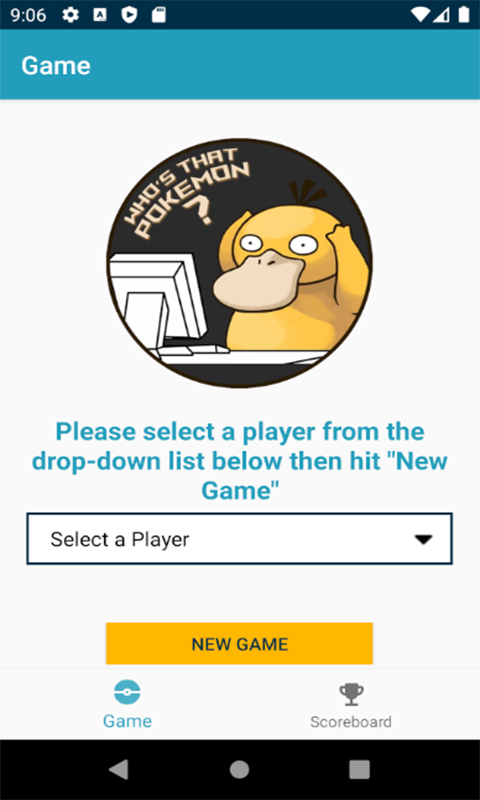 9:06
Game
WHO'S THAT
POKEMON
?
Please select a player from the
drop-down list below then hit "New
Game"
Select a Player
NEW GAME
Game
Scoreboard